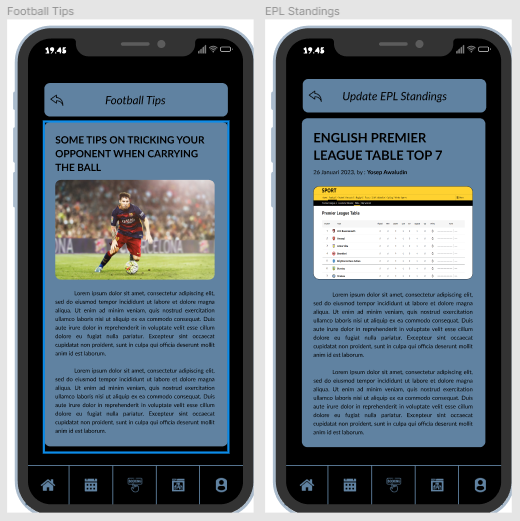 Football Tips
19.45
Football Tips
SOME TIPS ON TRICKING YOUR
OPPONENT WHEN CARRYING
THE BALL
Lorem ipsum dolor sit amet, consectetur adipiscing elit,
sed do eiusmod tempor incididunt ut labore et dolore magna
aliqua. Ut enim ad minim veniam, quis nostrud exercitation
ullamco laboris nisi ut aliquip ex ea commodo consequat. Duis
aute irure dolor in reprehenderit in voluptate velit esse cillum
dolore eu fugiat nulla pariatur. Excepteur sint occaecat
cupidatat non proident, sunt in culpa qui officia deserunt mollit
anim id est laborum.
Lorem ipsum dolor sit amet, consectetur adipiscing elit,
sed do eiusmod tempor incididunt ut labore et dolore magna
aliqua. Ut enim ad minim veniam, quis nostrud exercitation
ullamco laboris nisi ut aliquip ex ea commodo consequat. Duis
aute irure dolor in reprehenderit in voluptate velit esse cillum
dolore eu fugiat nulla pariatur. Excepteur sint occaecat
cupidatat non proident, sunt in culpa qui officia deserunt mollit
anim id est laborum.
EPL Standings
19.45
Update EPL Standings
ENGLISH PREMIER
LEAGUE TABLE TOP 7
26 Januari 2023, by : Yosep Awaludin
SPORT
Premier League Table
Lorem ipsum dolor sit amet, consectetur adipiscing elit,
sed do eiusmod tempor incididunt ut labore et dolore magna
aliqua. Ut enim ad minim veniam, quis nostrud exercitation
ullamco laboris nisi ut aliquip ex ea commodo consequat. Duis
aute irure dolor in reprehenderit in voluptate velit esse cillum
dolore eu fugiat nulla pariatur. Excepteur sint occaecat
cupidatat non proident, sunt in culpa qui officia deserunt mollit
anim id est laborum.
Lorem ipsum dolor sit amet, consectetur adipiscing elit,
sed do eiusmod tempor incididunt ut labore et dolore magna
aliqua. Ut enim ad minim veniam, quis nostrud exercitation
ullamco laboris nisi ut aliquip ex ea commodo consequat. Duis
aute irure dolor in reprehenderit in voluptate velit esse cillum
dolore eu fugiat nulla pariatur. Excepteur sint occaecat
cupidatat non proident, sunt in culpa qui officia deserunt mollit
anim id est laborum.